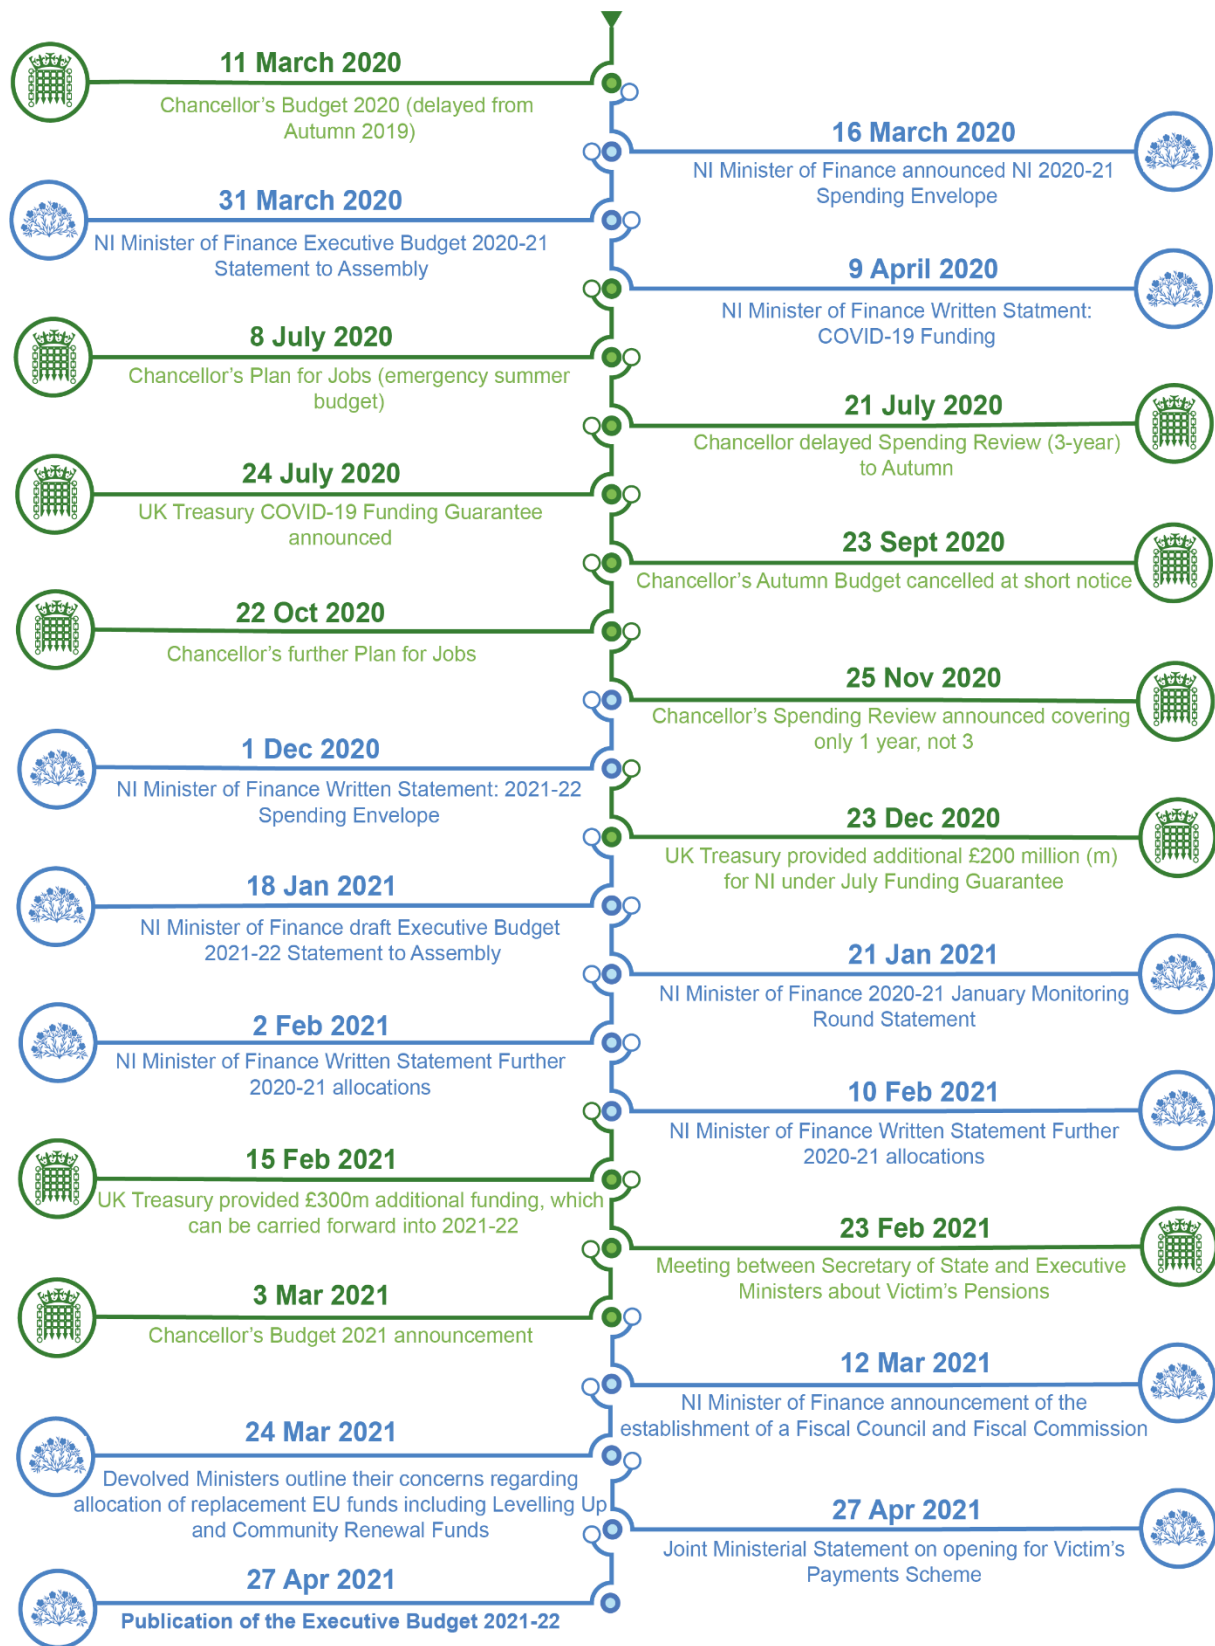 11 March 2020
Chancellor's Budget 2020 (delayed from
Autumn 2019)
16 March 2020
NI Minister of Finance announced NI 2020-21
Spending Envelope
31 March 2020
NI Minister of Finance Executive Budget 2020-21
Statement to Assembly
9 April 2020
NI Minister of Finance Written Statment:
COVID-19 Funding
8 July 2020
Chancellor's Plan for Jobs (emergency summer
budget)
21 July 2020
Chancellor delayed Spending Review (3-year)
to Autumn
24 July 2020
UK Treasury COVID-19 Funding Guarantee
announced
23 Sept 2020
Chancellor's Autumn Budget cancelled at short notice
22 Oct 2020
Chancellor's further Plan for Jobs
25 Nov 2020
Chancellor's Spending Review announced covering
only 1 year, not 3
1 Dec 2020
NI Minister of Finance Written Statement: 2021-22
Spending Envelope
23 Dec 2020
UK Treasury provided additional £200 million (m)
for NI under July Funding Guarantee
18 Jan 2021
NI Minister of Finance draft Executive Budget
2021-22 Statement to Assembly
21 Jan 2021
NI Minister of Finance 2020-21 January Monitoring
Round Statement
2 Feb 2021
NI Minister of Finance Written Statement Further
2020-21 allocations
10 Feb 2021
NI Minister of Finance Written Statement Further
2020-21 allocations
15 Feb 2021
UK Treasury provided £300m additional funding, which
can be carried forward into 2021-22
23 Feb 2021
Meeting between Secretary of State and Executive
Ministers about Victim's Pensions
3 Mar 2021
Chancellor's Budget 2021 announcement
12 Mar 2021
NI Minister of Finance announcement of the
establishment of a Fiscal Council and Fiscal Commission
24 Mar 2021
Devolved Ministers outline their concerns regarding
allocation of replacement EU funds including Levelling Up
and Community Renewal Funds
27 Apr 2021
Joint Ministerial Statement on opening for Victim's
Payments Scheme
27 Apr 2021
Publication of the Executive Budget 2021-22